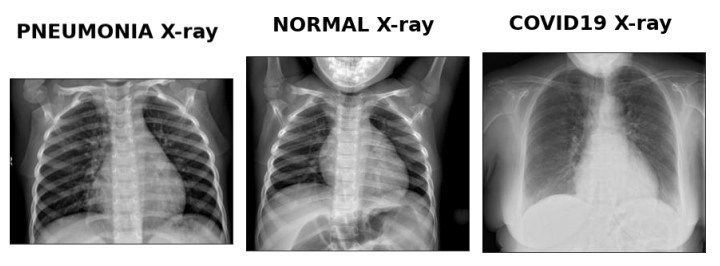 PNEUMONIA X-ray
NORMAL X-ray
COVID19 X-ray